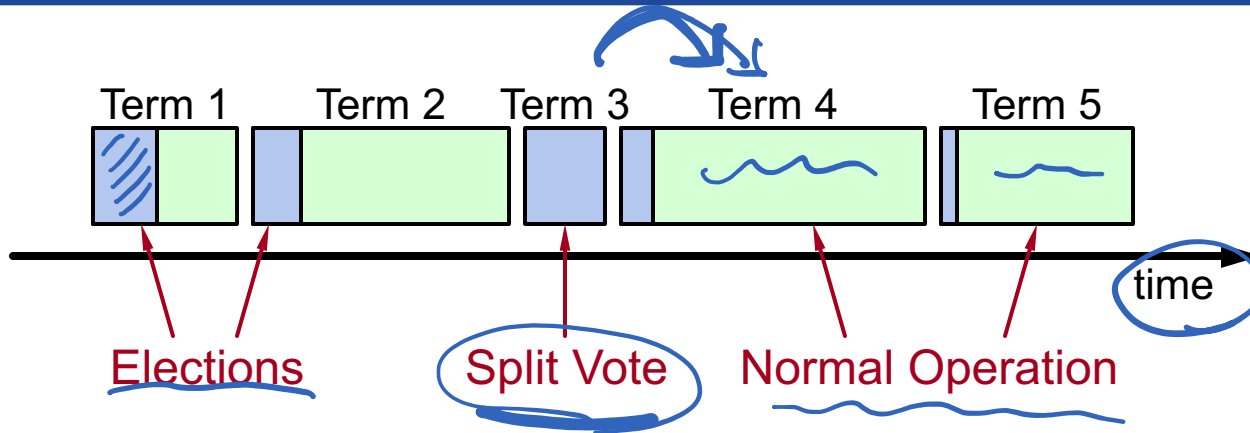 Term 1 Term 2 Term 3 Term 4 Term 5
time
Elections Split Vote Normal Operation